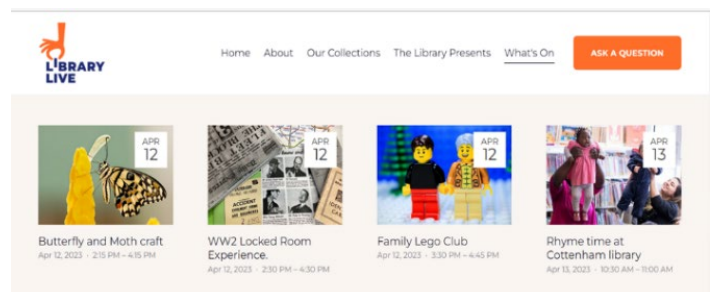 LIBRARY
LIVE
Home About Our Collections The Library Presents What's On ASK A QUESTION
APR
12
APR
12
APR
12
APR
13
Butterfly and Moth craft
Apr 12, 2023 · 2:15 PM – 4:15 PM
WW2 Locked Room
Experience.
Apr 12, 2023 · 2:30 PM – 4:30 PM
Family Lego Club
Apr 12, 2023 · 3:30 PM – 4:45 PM
Rhyme time at
Cottenham library
Apr 13, 2023 · 10:30 AM – 11:00 AM
ACCIDENT